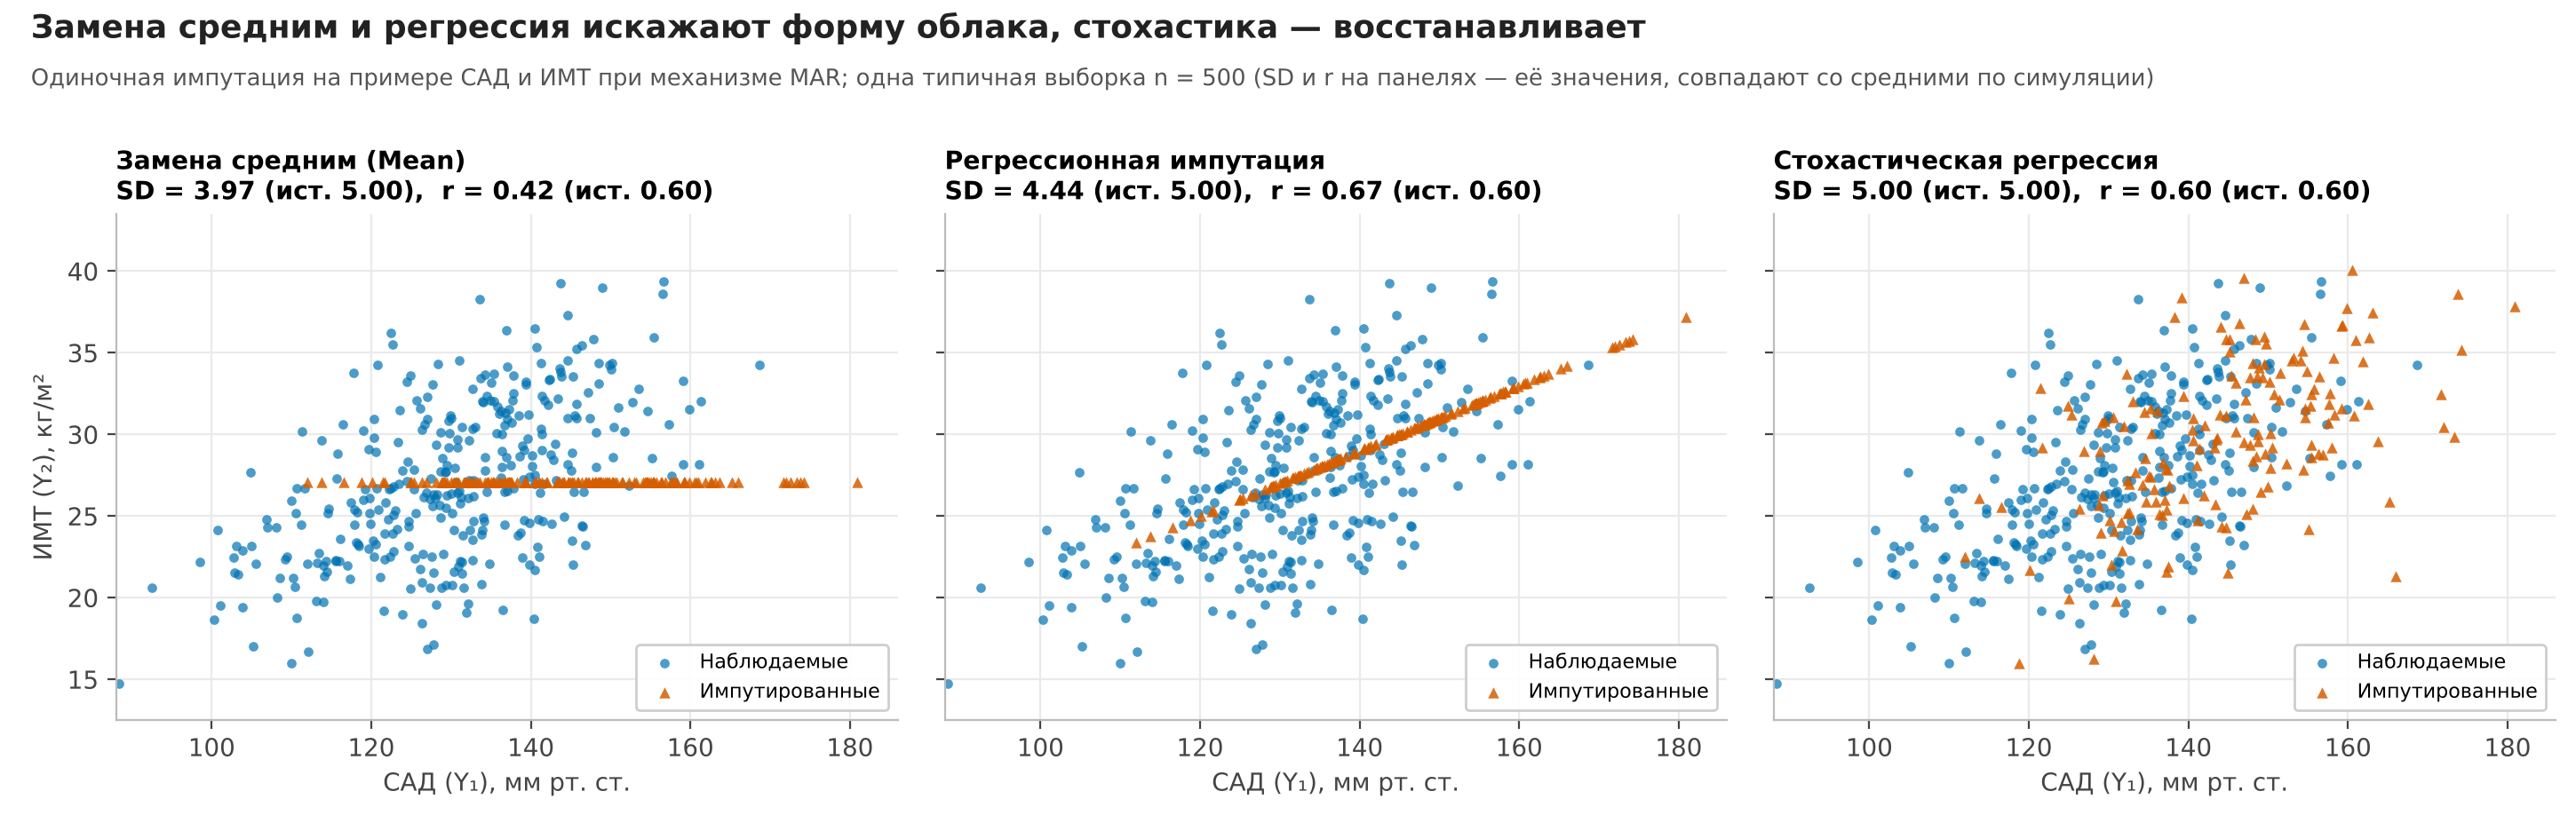 Замена средним и регрессия искажают форму облака, стохастика — восстанавливает
Одиночная импутация на примере САД и ИМТ при механизме MAR; одна типичная выборка n = 500 (SD и r на панелях — её значения, совпадают со средними по симуляции)
Замена средним (Mean)
SD = 3.97 (ист. 5.00), r = 0.42 (ист. 0.60)
ИМТ (Y₂), кг/м²
40
35
30
25
20
15
Наблюдаемые
Импутированные
100 120 140 160 180
САД (Y₁), мм рт. ст.
Регрессионная импутация
SD = 4.44 (ист. 5.00), r = 0.67 (ист. 0.60)
Наблюдаемые
Импутированные
100 120 140 160 180
САД (Y₁), мм рт. ст.
Стохастическая регрессия
SD = 5.00 (ист. 5.00), r = 0.60 (ист. 0.60)
Наблюдаемые
Импутированные
100 120 140 160 180
САД (Y₁), мм рт. ст.